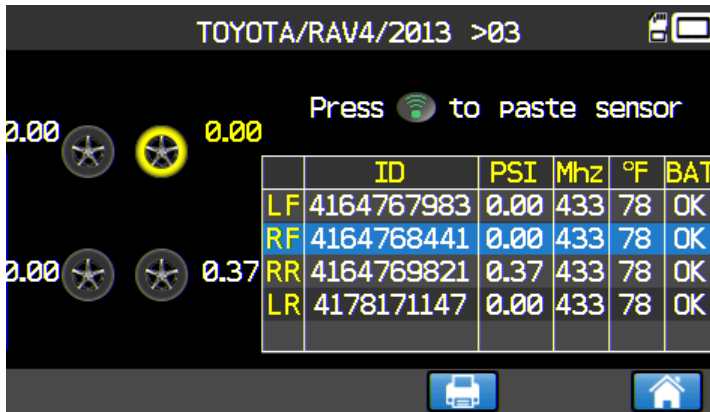 TOYOTA/RAV4/2013 >03
Press to paste sensor
0.00 0.00
ID PSI Mhz °F BAT
LF 4164767983 0.00 433 78 OK
RF 4164768441 0.00 433 78 OK
0.00 0.37 RR 4164769821 0.37 433 78 OK
LR 4178171147 0.00 433 78 OK